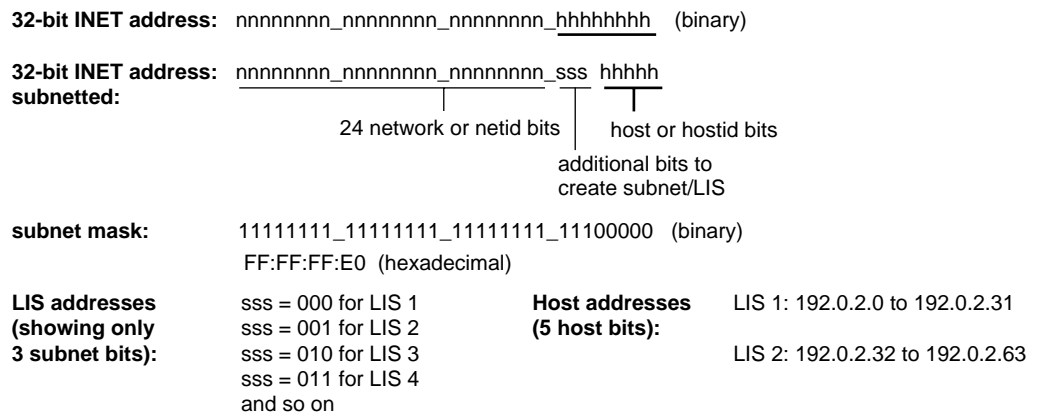 32-bit INET address: nnnnnnnn_nnnnnnnn_nnnnnnnn_hhhhhhhh (binary)
32-bit INET address: nnnnnnnn_nnnnnnnn_nnnnnnnn_sss hhhhh
subnetted:
24 network or netid bits
host or hostid bits
additional bits to
create subnet/LIS
subnet mask: 11111111_11111111_11111111_11100000 (binary)
FF:FF:FF:E0 (hexadecimal)
LIS addresses sss = 000 for LIS 1 Host addresses LIS 1: 192.0.2.0 to 192.0.2.31
(showing only sss = 001 for LIS 2 (5 host bits):
3 subnet bits): sss = 010 for LIS 3 LIS 2: 192.0.2.32 to 192.0.2.63
sss = 011 for LIS 4
and so on